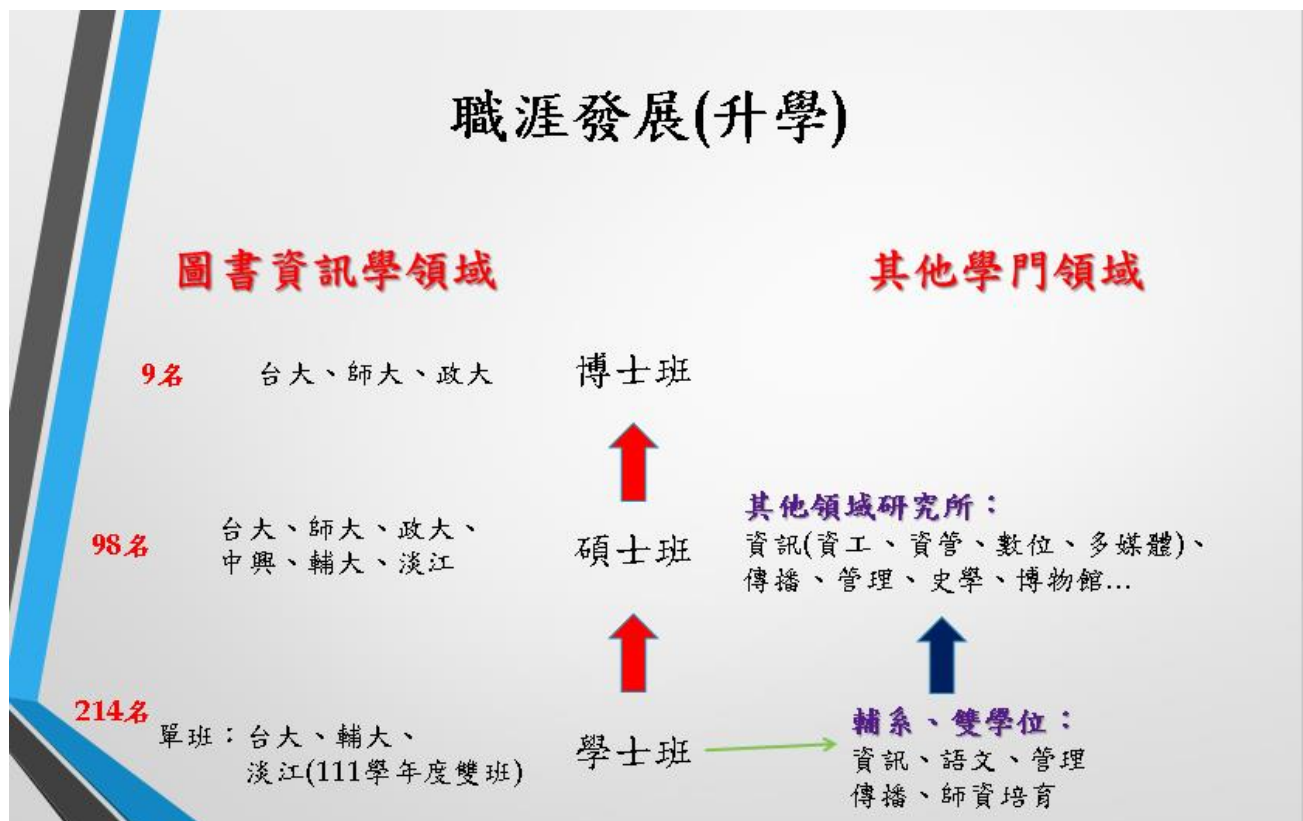 職涯發展(升學)
圖書資訊學領域
其他學門領域
9名
台大、師大、政大
博士班
98名
台大、師大、政大、
中興、輔大、淡江
碩士班
其他領域研究所：
資訊(資工、資管、數位、多媒體)、
傳播、管理、史學、博物館...
214名
單班：台大、輔大、
淡江(111學年度雙班)
學士班
輔系、雙學位：
資訊、語文、管理
傳播、師資培育